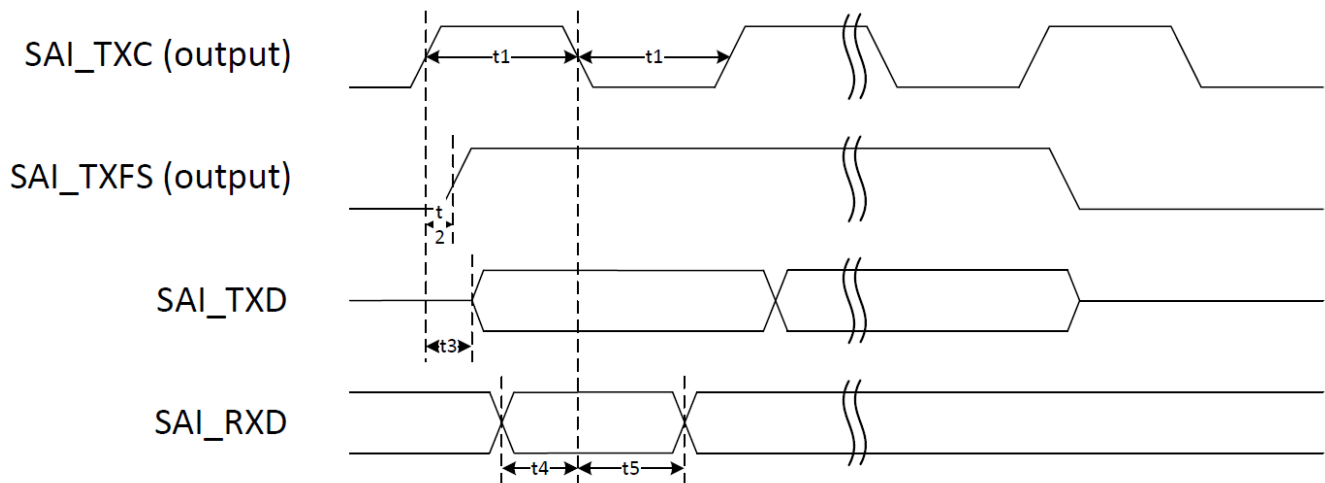 SAI_TXC (output)
t1
t1
SAI_TXFS (output)
t
2
SAI_TXD
t3
SAI_RXD
t4
t5